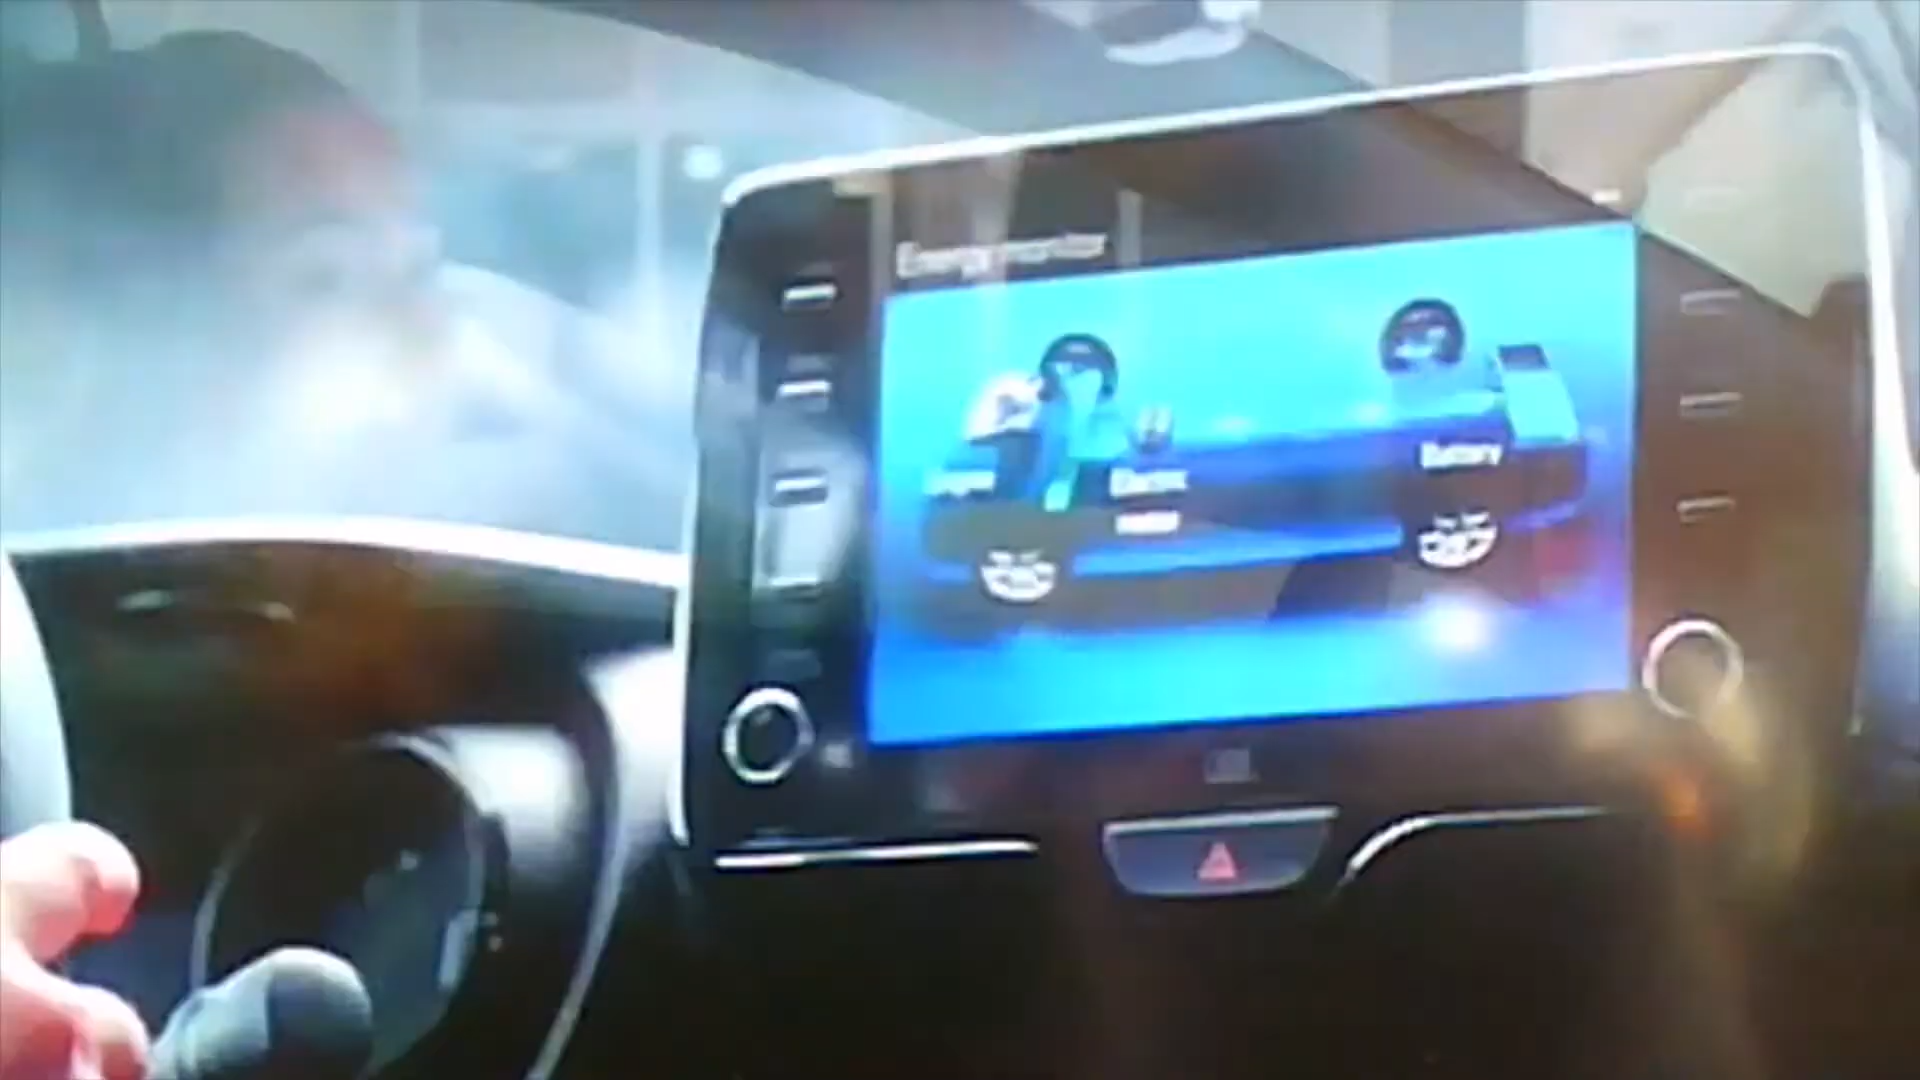 Energy monitor
Engine
Electric
motor
Battery